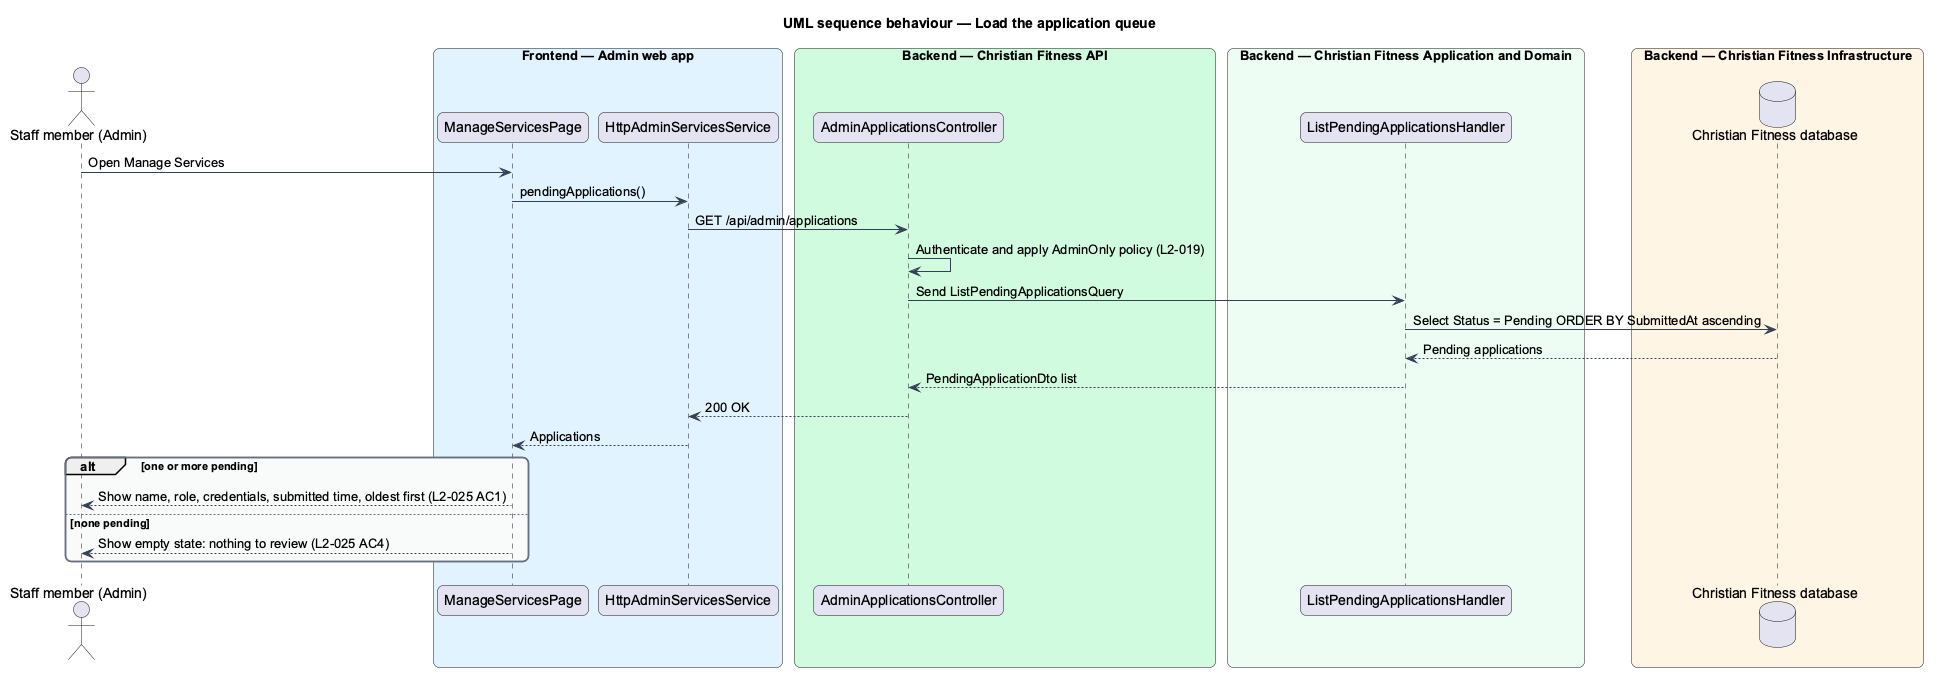 UML sequence behaviour — Load the application queue
Frontend — Admin web app
Backend — Christian Fitness API
Backend — Christian Fitness Application and Domain
Backend — Christian Fitness Infrastructure
Staff member (Admin)
ManageServicesPage
HttpAdminServicesService
AdminApplicationsController
ListPendingApplicationsHandler
Christian Fitness database
Open Manage Services
pendingApplications()
GET /api/admin/applications
Authenticate and apply AdminOnly policy (L2-019)
Send ListPendingApplicationsQuery
Select Status = Pending ORDER BY SubmittedAt ascending
Pending applications
PendingApplicationDto list
200 OK
Applications
alt [one or more pending]
Show name, role, credentials, submitted time, oldest first (L2-025 AC1)
[none pending]
Show empty state: nothing to review (L2-025 AC4)
Staff member (Admin)
ManageServicesPage
HttpAdminServicesService
AdminApplicationsController
ListPendingApplicationsHandler
Christian Fitness database